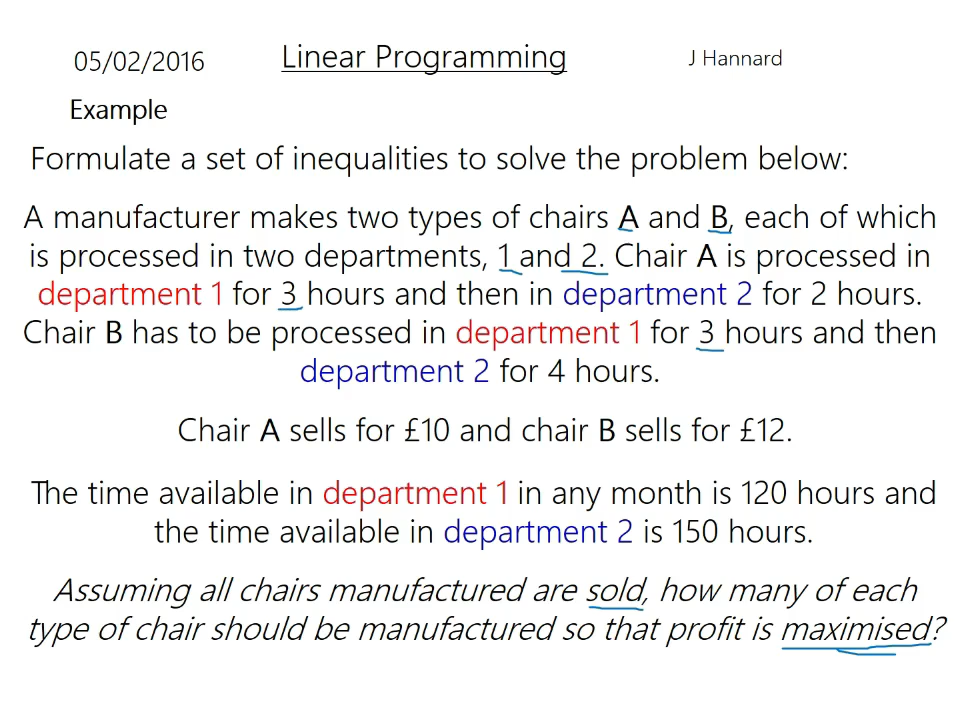 05/02/2016 Linear Programming J Hannard
Example
Formulate a set of inequalities to solve the problem below:
A manufacturer makes two types of chairs A and B, each of which
is processed in two departments, 1 and 2. Chair A is processed in
department 1 for 3 hours and then in department 2 for 2 hours.
Chair B has to be processed in department 1 for 3 hours and then
department 2 for 4 hours.
Chair A sells for £10 and chair B sells for £12.
The time available in department 1 in any month is 120 hours and
the time available in department 2 is 150 hours.
Assuming all chairs manufactured are sold, how many of each
type of chair should be manufactured so that profit is maximised?